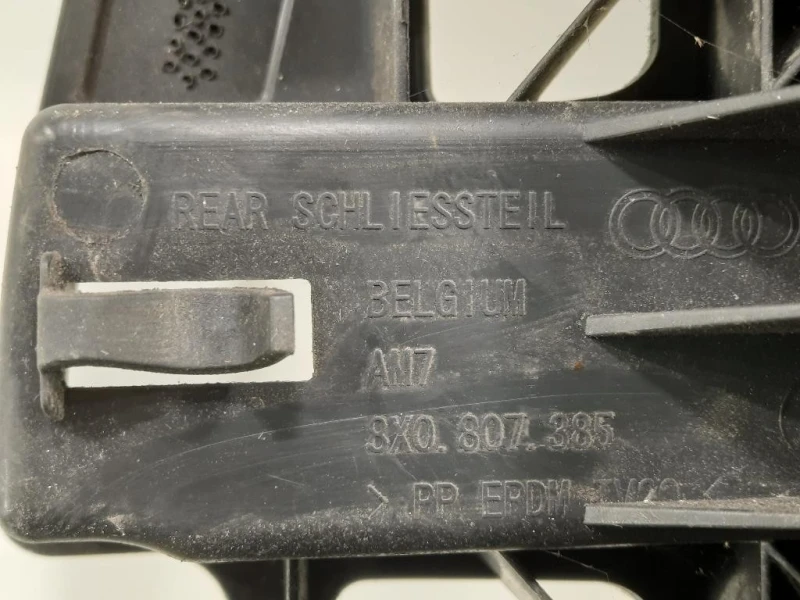 REAR SCHLIESSTEIL
BELGIUM
AM7
8X0.807.385
> PP EPDM <